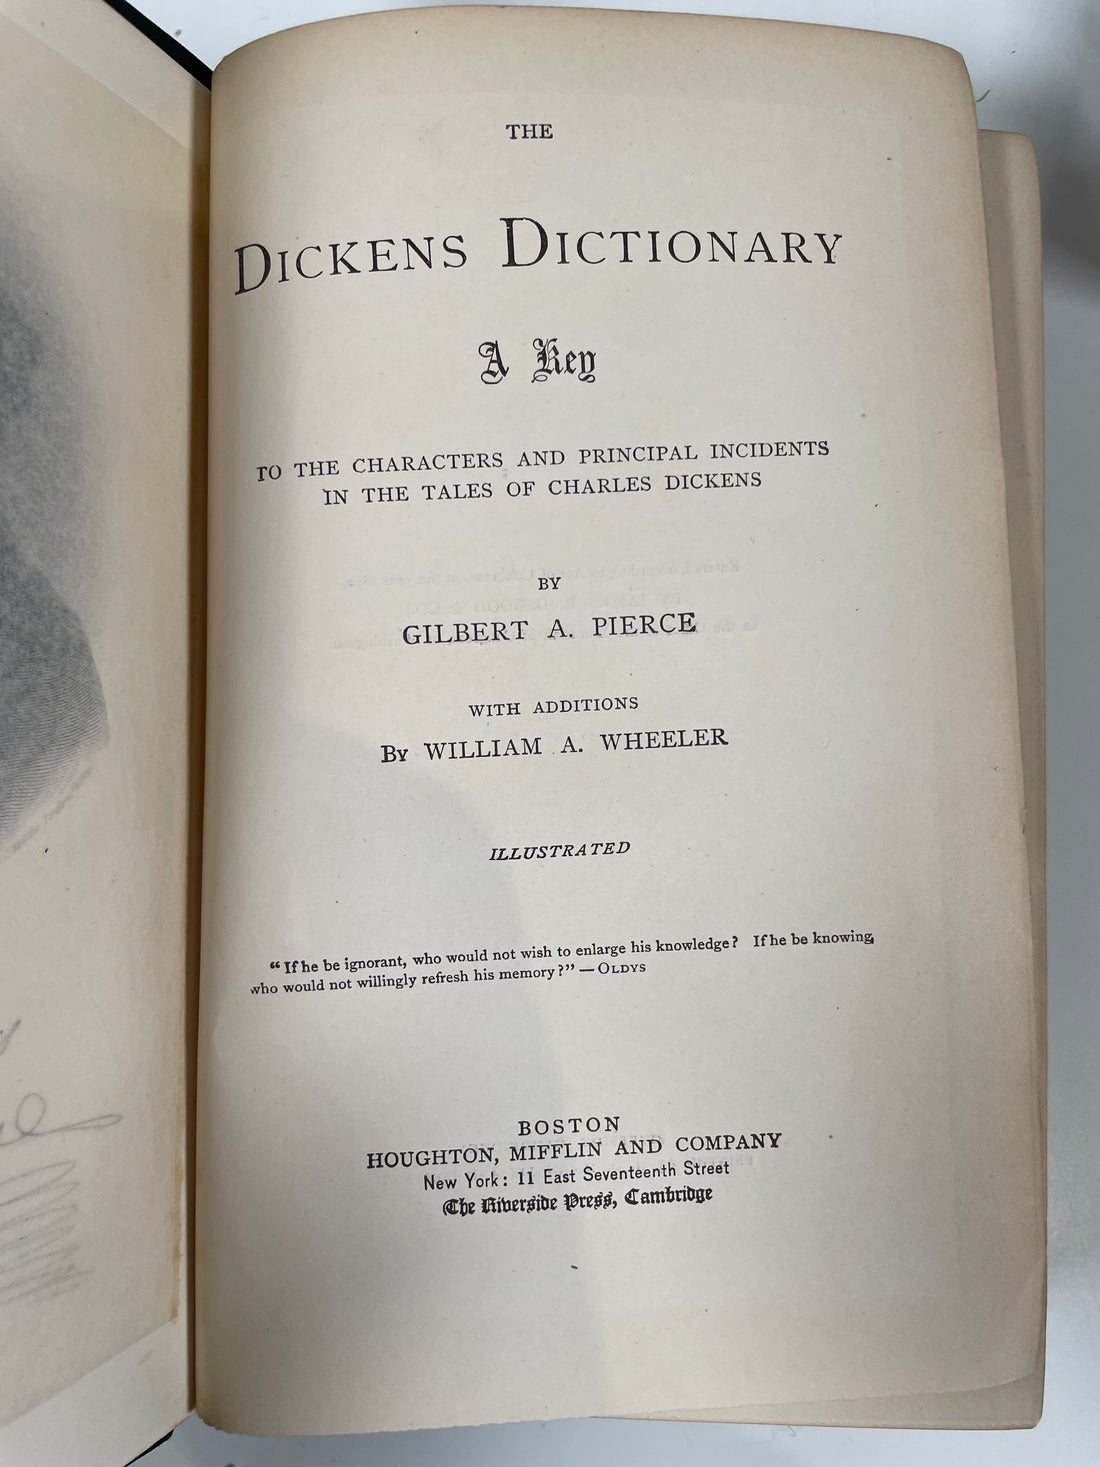 THE
DICKENS DICTIONARY
A Key
TO THE CHARACTERS AND PRINCIPAL INCIDENTS
IN THE TALES OF CHARLES DICKENS
BY
GILBERT A. PIERCE
WITH ADDITIONS
BY WILLIAM A. WHEELER
ILLUSTRATED
“If he be ignorant, who would not wish to enlarge his knowledge? If he be knowing,
who would not willingly refresh his memory?” — OLDYS
BOSTON
HOUGHTON, MIFFLIN AND COMPANY
New York: 11 East Seventeenth Street
The Riverside Press, Cambridge